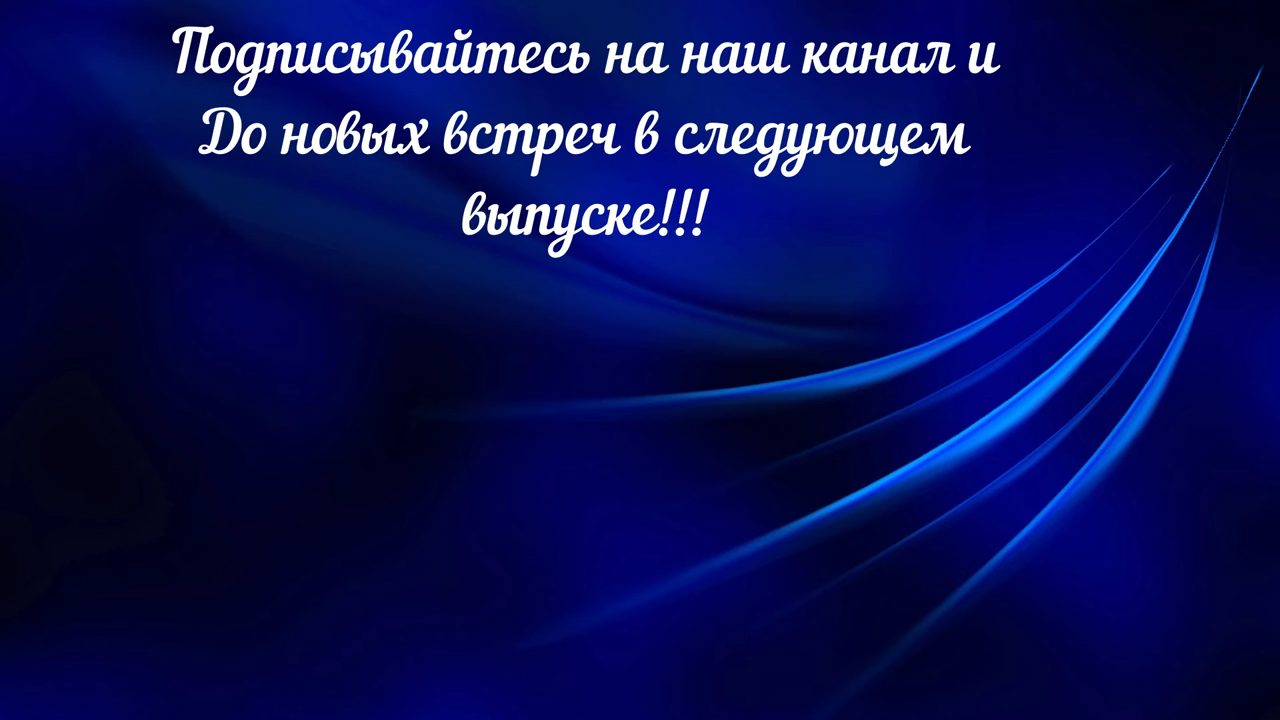 Подписывайтесь на наш канал и
До новых встреч в следующем
выпуске!!!